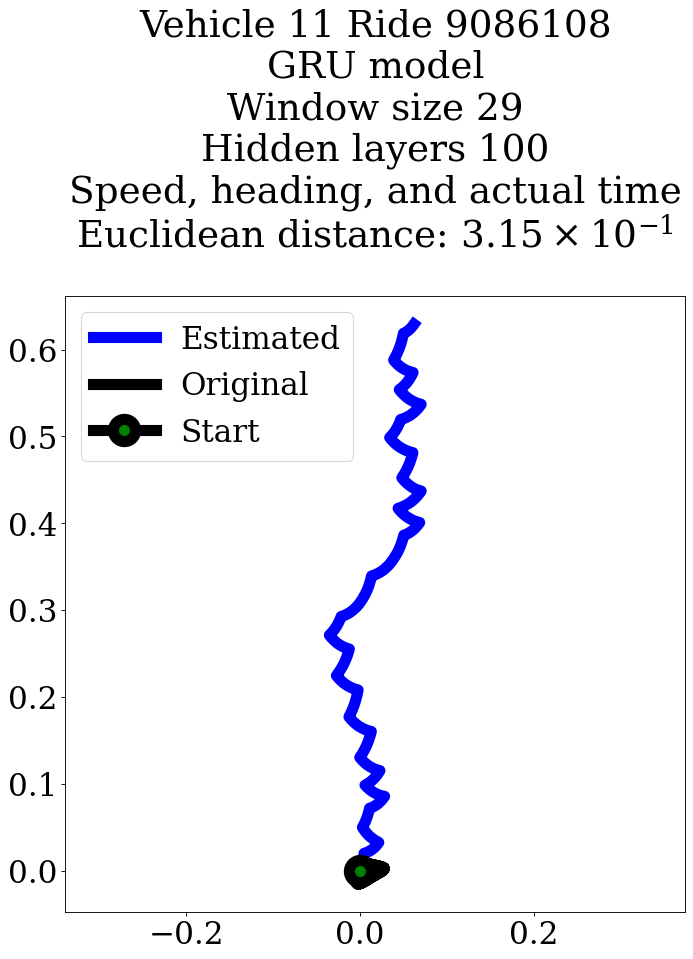 Vehicle 11 Ride 9086108
GRU model
Window size 29
Hidden layers 100
Speed, heading, and actual time
Euclidean distance: 3.15 × 10⁻¹
Estimated
Original
Start
0.6
0.5
0.4
0.3
0.2
0.1
0.0
−0.2 0.0 0.2